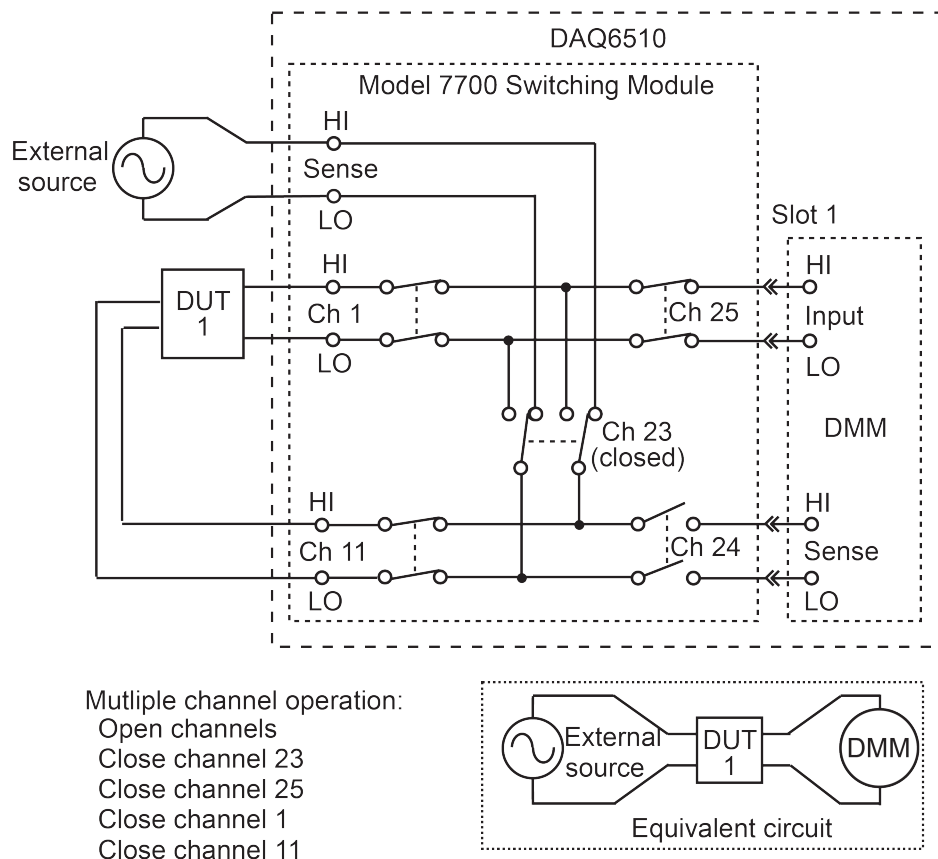 DAQ6510
Model 7700 Switching Module
HI
External
source
Sense
LO
Slot 1
HI
HI
DUT
1
Ch 1
Ch 25
Input
LO
LO
Ch 23
(closed)
DMM
HI
HI
Ch 11
Ch 24
Sense
LO
LO
Mutliple channel operation:
Open channels
Close channel 23
Close channel 25
Close channel 1
Close channel 11
External
source
DUT
1
DMM
Equivalent circuit